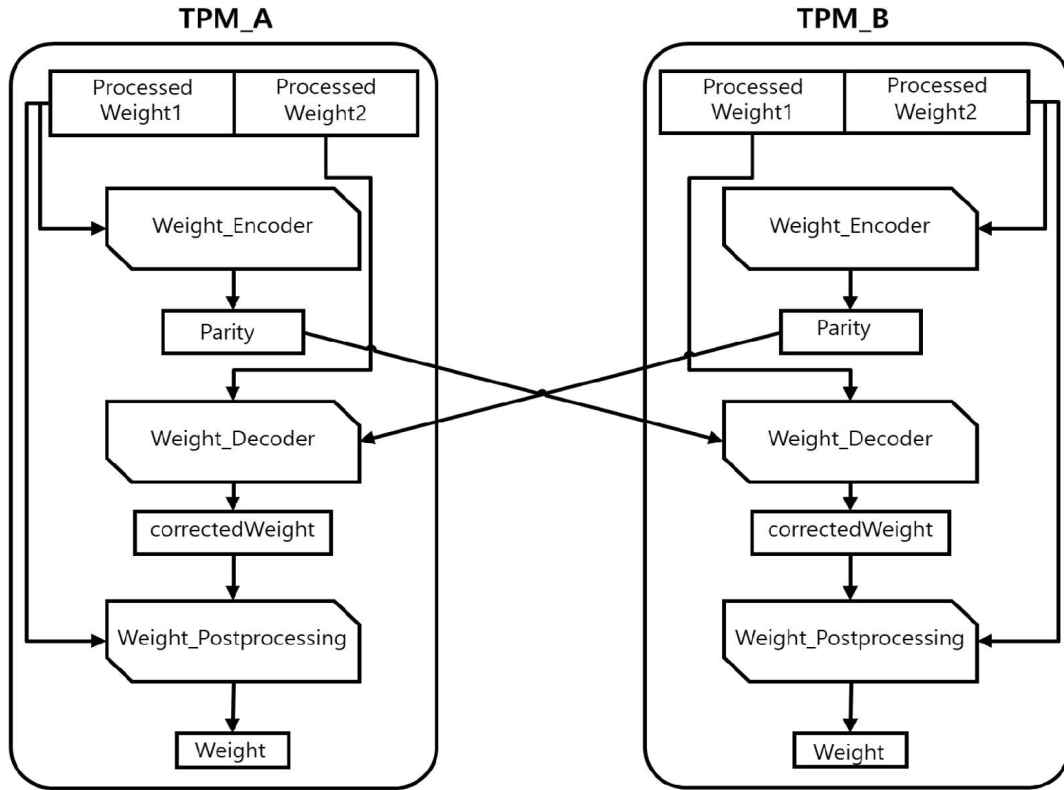 TPM_A
Processed
Weight1
Processed
Weight2
Weight_Encoder
Parity
Weight_Decoder
correctedWeight
Weight_Postprocessing
Weight
TPM_B
Processed
Weight1
Processed
Weight2
Weight_Encoder
Parity
Weight_Decoder
correctedWeight
Weight_Postprocessing
Weight